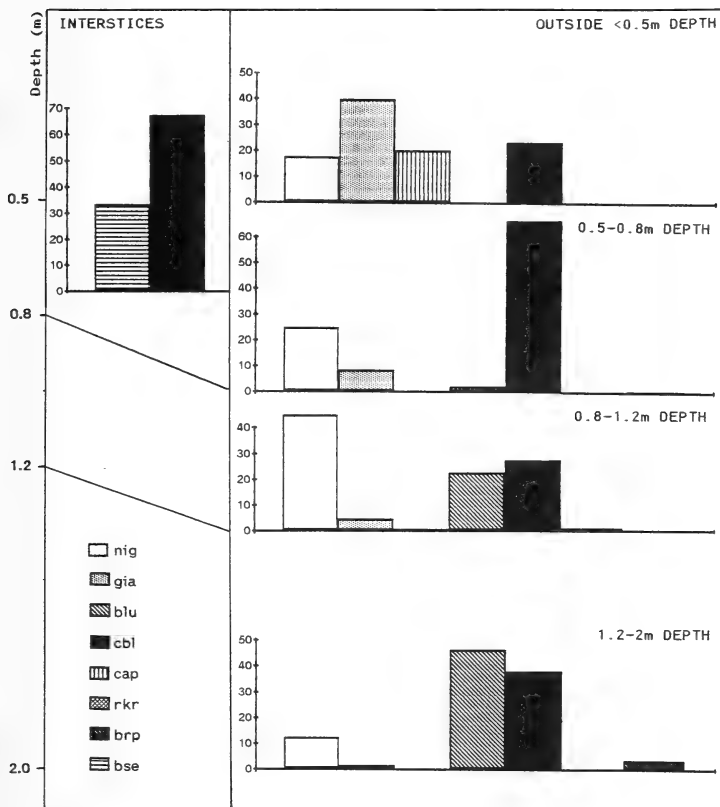 Depth (m)
INTERSTICES
OUTSIDE <0.5m DEPTH
70
60
50
40
30
20
10
0
50
40
30
20
10
0
0.5
0.5-0.8m DEPTH
60
50
40
30
20
10
0
0.8
0.8-1.2m DEPTH
40
30
20
10
0
1.2
nig
gia
blu
cbl
cap
rkr
brp
bse
1.2-2m DEPTH
50
40
30
20
10
0
2.0